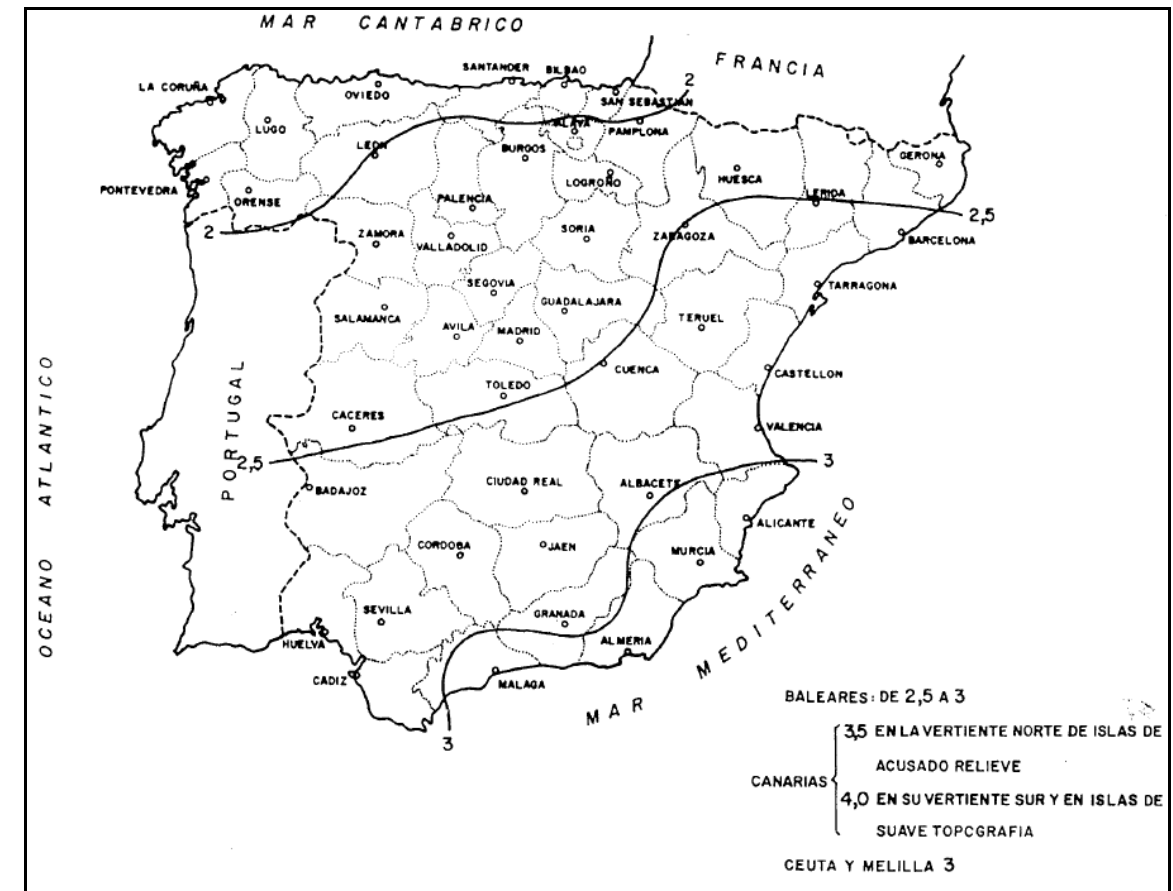 MAR CANTABRICO
FRANCIA
SANTANDER
BILBAO
LA CORUÑA
OVIEDO
2
SAN SEBASTIAN
LUGO
ALAVA
PAMPLONA
LEON
BURGOS
GERONA
PONTEVEDRA
ORENSE
LOGROÑO
HUESCA
PALENCIA
LERIDA
2
ZAMORA
VALLADOLID
SORIA
ZARAGOZA
2,5
BARCELONA
SEGOVIA
TARRAGONA
SALAMANCA
AVILA
MADRID
GUADALAJARA
TERUEL
OCEANO ATLANTICO
PORTUGAL
TOLEDO
CUENCA
CASTELLON
CACERES
VALENCIA
2,5
3
BADAJOZ
CIUDAD REAL
ALBACETE
ALICANTE
CORDOBA
JAEN
MURCIA
SEVILLA
GRANADA
HUELVA
ALMERIA
CADIZ
MALAGA
MAR MEDITERRANEO
3
BALEARES: DE 2,5 A 3
3,5 EN LA VERTIENTE NORTE DE ISLAS DE
ACUSADO RELIEVE
CANARIAS
4,0 EN SU VERTIENTE SUR Y EN ISLAS DE
SUAVE TOPCGRAFIA
CEUTA Y MELILLA 3